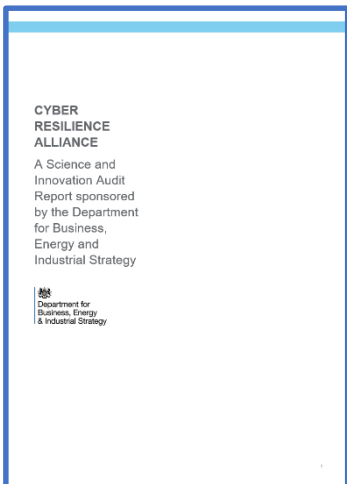 CYBER
RESILIENCE
ALLIANCE
A Science and
Innovation Audit
Report sponsored
by the Department
for Business,
Energy and
Industrial Strategy
Department for
Business, Energy
& Industrial Strategy